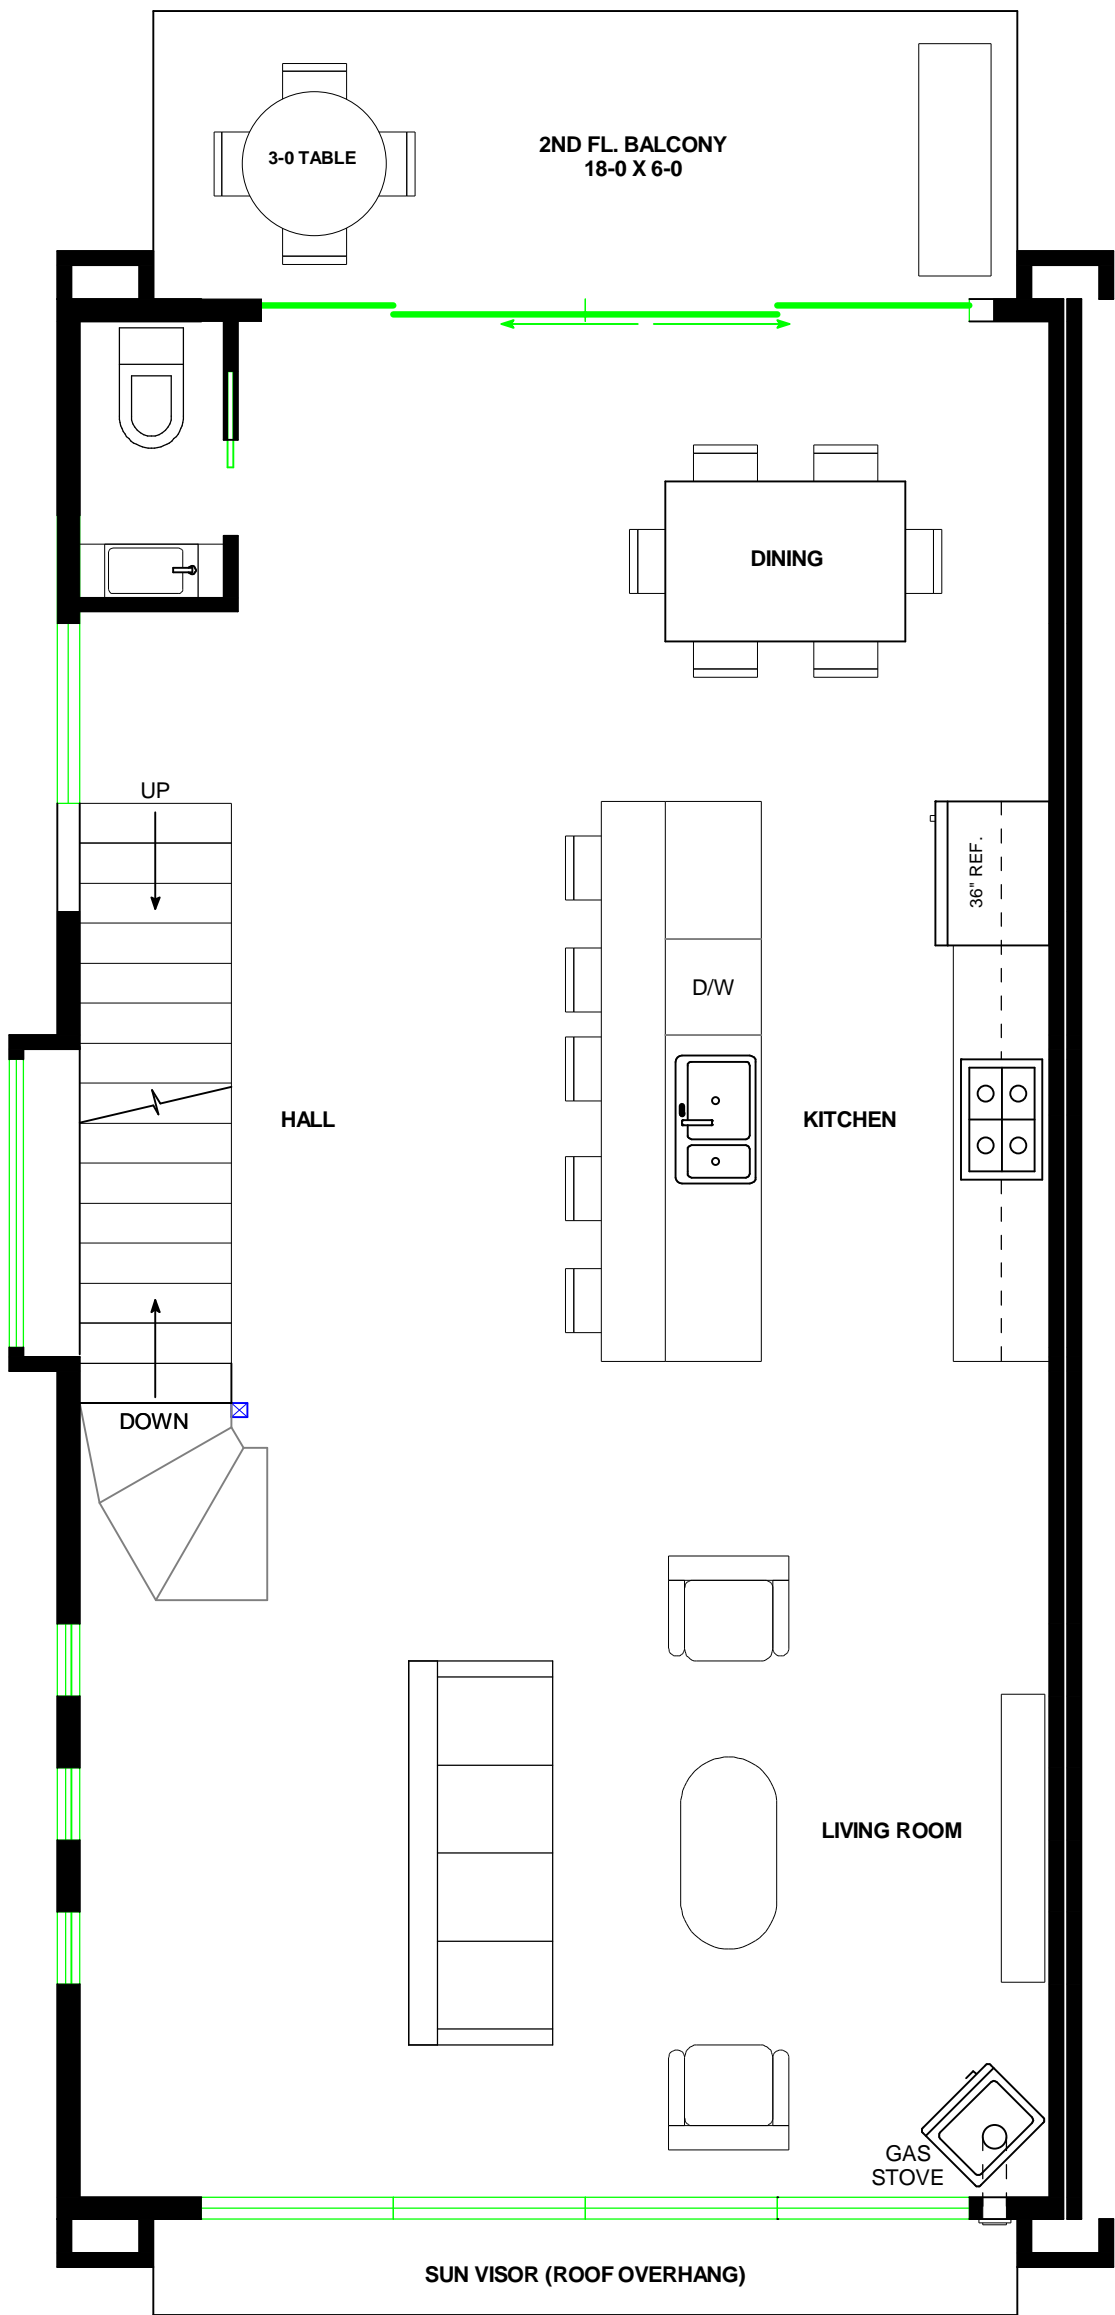 2ND FL. BALCONY
18-0 X 6-0
3-0 TABLE
DINING
UP
36" REF.
D/W
HALL
KITCHEN
DOWN
LIVING ROOM
GAS
STOVE
SUN VISOR (ROOF OVERHANG)